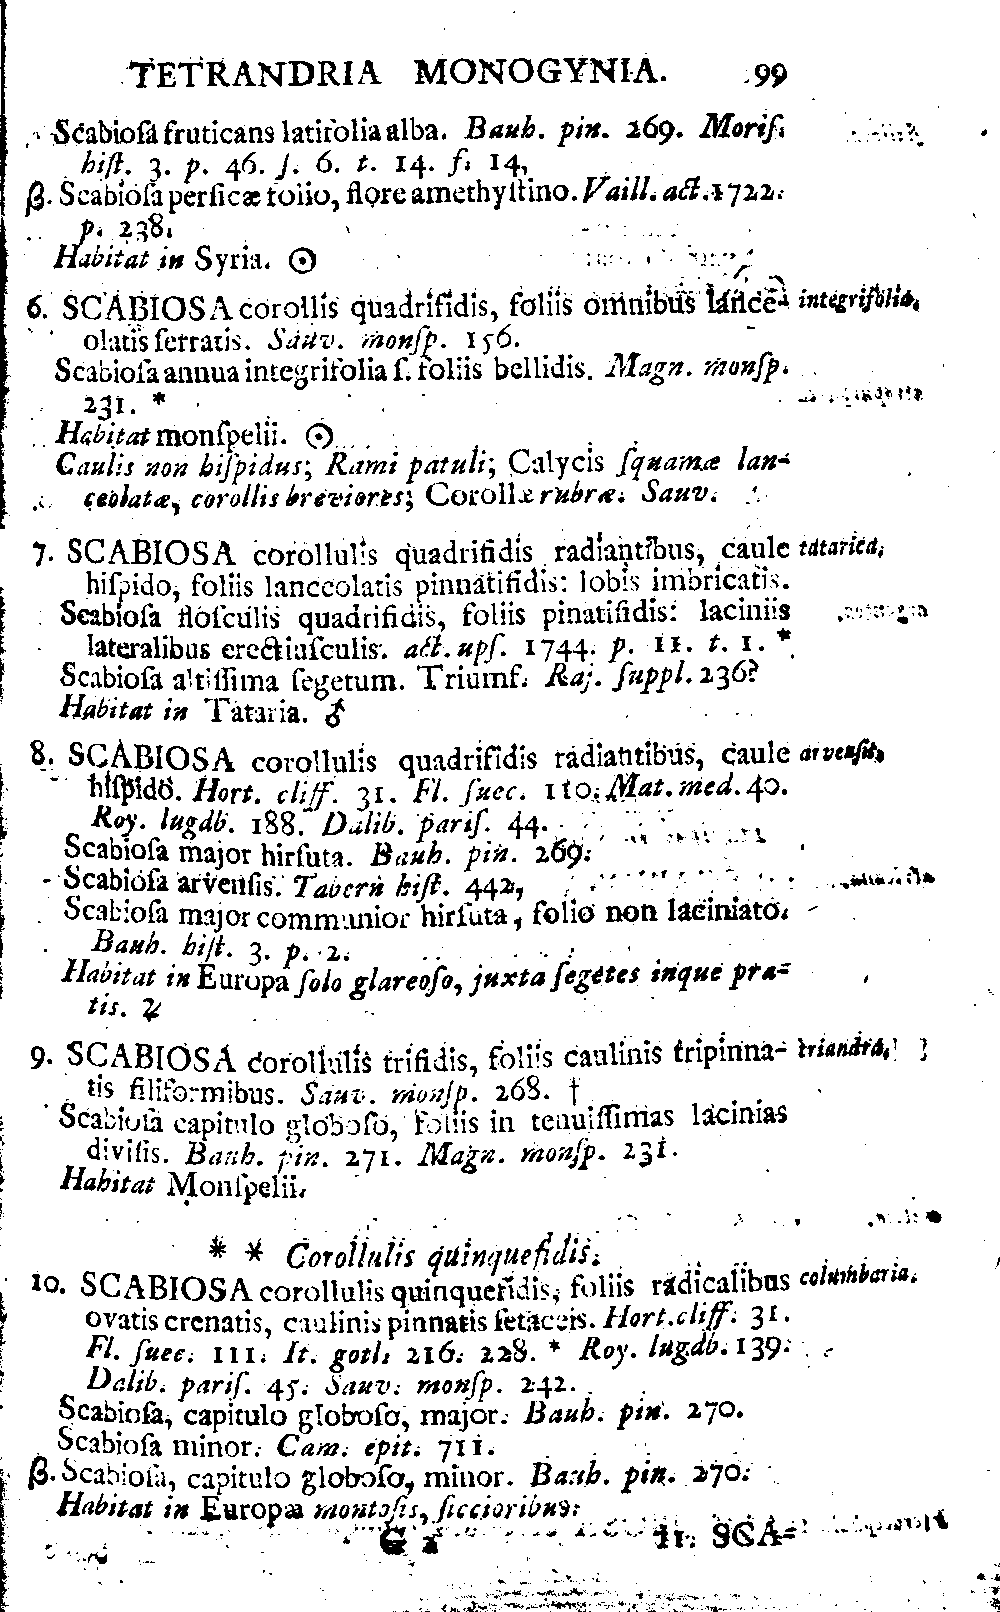 TETRANDRIA MONOGYNIA. 99
Scabioſa fruticans latifolia alba. Bauh. pin. 269. Moriſ.
hiſt. 3. p. 46. ſ. 6. t. 14. f. 14.
β. Scabioſa perſicæ folio, flore amethyſtino. Vaill. act. 1722.
p. 238.
Habitat in Syria. ☉
6. SCABIOSA corollis quadrifidis, foliis omnibus lance- integrifolia.
olatis ſerratis. Sauv. monſp. 156.
Scabioſa annua integrifolia ſ. foliis bellidis. Magn. monſp.
231. *
Habitat monſpelii. ☉
Caulis non hiſpidus; Rami patuli; Calycis ſquamæ lan-
ceolatæ, corollis breviores; Corollæ rubræ. Sauv.
7. SCABIOSA corollulis quadrifidis radiantibus, caule tatarica.
hiſpido, foliis lanceolatis pinnatifidis: lobis imbricatis.
Scabioſa floſculis quadrifidis, foliis pinatifidis: laciniis
lateralibus erectiuſculis. act. upſ. 1744. p. 11. t. 1. *
Scabioſa altiſſima ſegetum. Triumf. Raj. ſuppl. 236?
Habitat in Tataria. ♂
8. SCABIOSA corollulis quadrifidis radiantibus, caule arvenſis.
hiſpido. Hort. cliff. 31. Fl. ſuec. 110. Mat. med. 40.
Roy. lugdb. 188. Dalib. pariſ. 44.
Scabioſa major hirſuta. Bauh. pin. 269.
Scabioſa arvenſis. Tabern hiſt. 442.
Scabioſa major communior hirſuta, folio non laciniato.
Bauh. hiſt. 3. p. 2.
Habitat in Europa ſolo glareoſo, juxta ſegetes inque pra-
tis. ♃
9. SCABIOSA corollulis trifidis, foliis caulinis tripinna- triandra.
tis filiformibus. Sauv. monſp. 268. †
Scabioſa capitulo globoſo, foliis in tenuiſſimas lacinias
diviſis. Bauh. pin. 271. Magn. monſp. 231.
Habitat Monſpelii.
* * Corollulis quinquefidis.
10. SCABIOSA corollulis quinquefidis, foliis radicalibus columbaria.
ovatis crenatis, caulinis pinnatis ſetaceis. Hort. cliff. 31.
Fl. ſuec. 111. It. gotl. 216. 228. * Roy. lugdb. 139.
Dalib. pariſ. 45. Sauv. monſp. 242.
Scabioſa, capitulo globoſo, major. Bauh. pin. 270.
Scabioſa minor. Cam. epit. 711.
β. Scabioſa, capitulo globoſo, minor. Bauh. pin. 270.
Habitat in Europæ montoſis, ſiccioribus.
G 2 11. SCA-